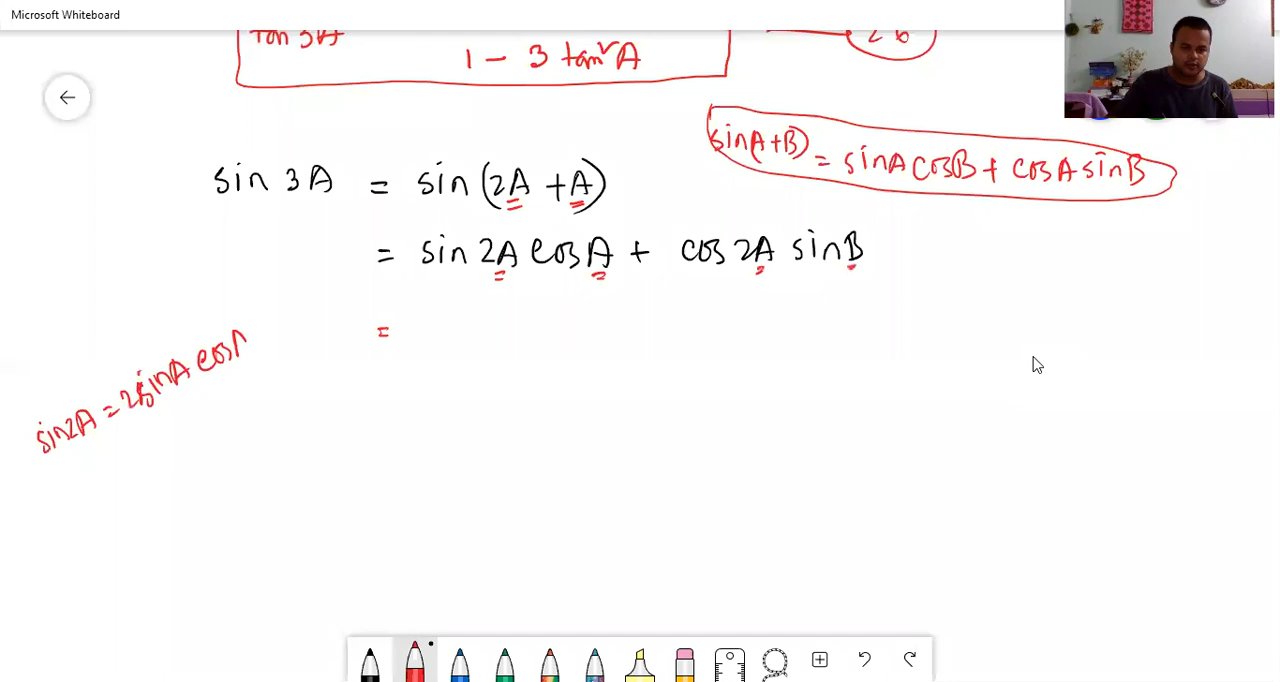 Microsoft Whiteboard
tan 3A
1 - 3 tan²A
26
sin(A+B) = sinA cosB + cosA sinB
sin 3A = sin (2A + A)
= sin 2A cosA + cos 2A sinB
=
sin2A = 2sinA cosA